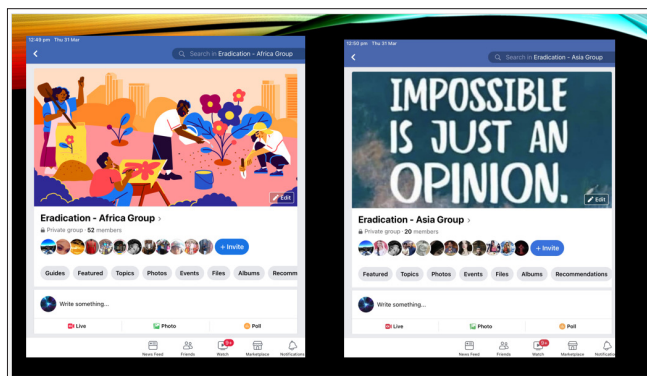 12:49 pm Thu 31 Mar
Search in Eradication - Africa Group
Edit
Eradication - Africa Group >
Private group · 52 members
+ Invite
Guides Featured Topics Photos Events Files Albums Recomm
Write something...
Live Photo Poll
9+
News Feed Friends Watch Marketplace Notifications
12:50 pm Thu 31 Mar
Search in Eradication - Asia Group
IMPOSSIBLE
IS JUST AN
OPINION.
Edit
Eradication - Asia Group >
Private group · 20 members
+ Invite
Featured Topics Photos Events Files Albums Recommendations
Write something...
Live Photo Poll
9+
News Feed Friends Watch Marketplace Notificatio